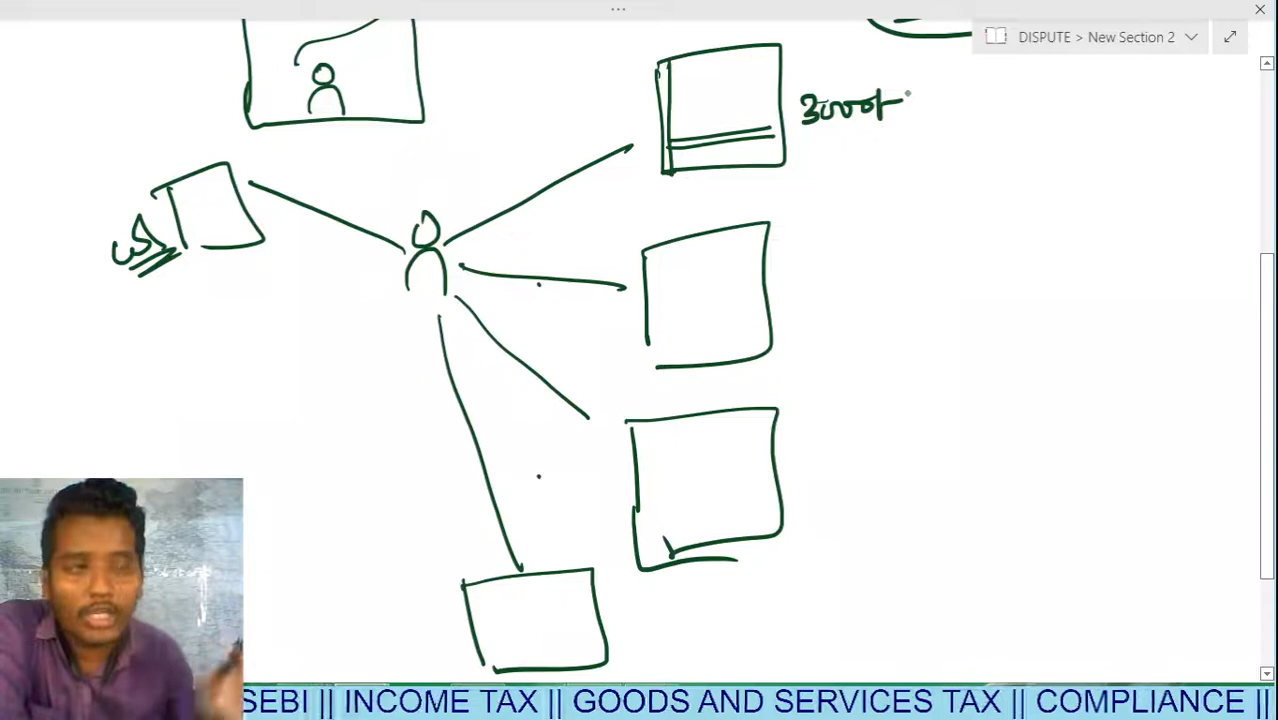 DISPUTE > New Section 2
SEBI || INCOME TAX || GOODS AND SERVICES TAX || COMPLIANCE ||